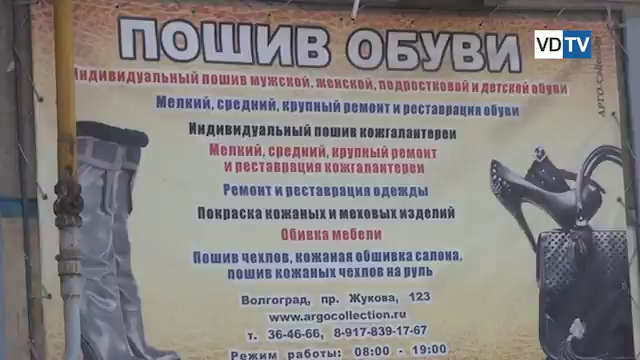 VDTV
ПОШИВ ОБУВИ
Индивидуальный пошив мужской, женской, подростковой и детской обуви
Мелкий, средний, крупный ремонт и реставрация обуви
Индивидуальный пошив кожгалантереи
Мелкий, средний, крупный ремонт
и реставрация кожгалантереи
Ремонт и реставрация одежды
Покраска кожаных и меховых изделий
Обивка мебели
Пошив чехлов, кожаная обшивка салона,
пошив кожаных чехлов на руль
Волгоград, пр. Жукова, 123
www.argocollection.ru
т. 36-46-66, 8-917-839-17-67
Режим работы: 08:00 - 19:00